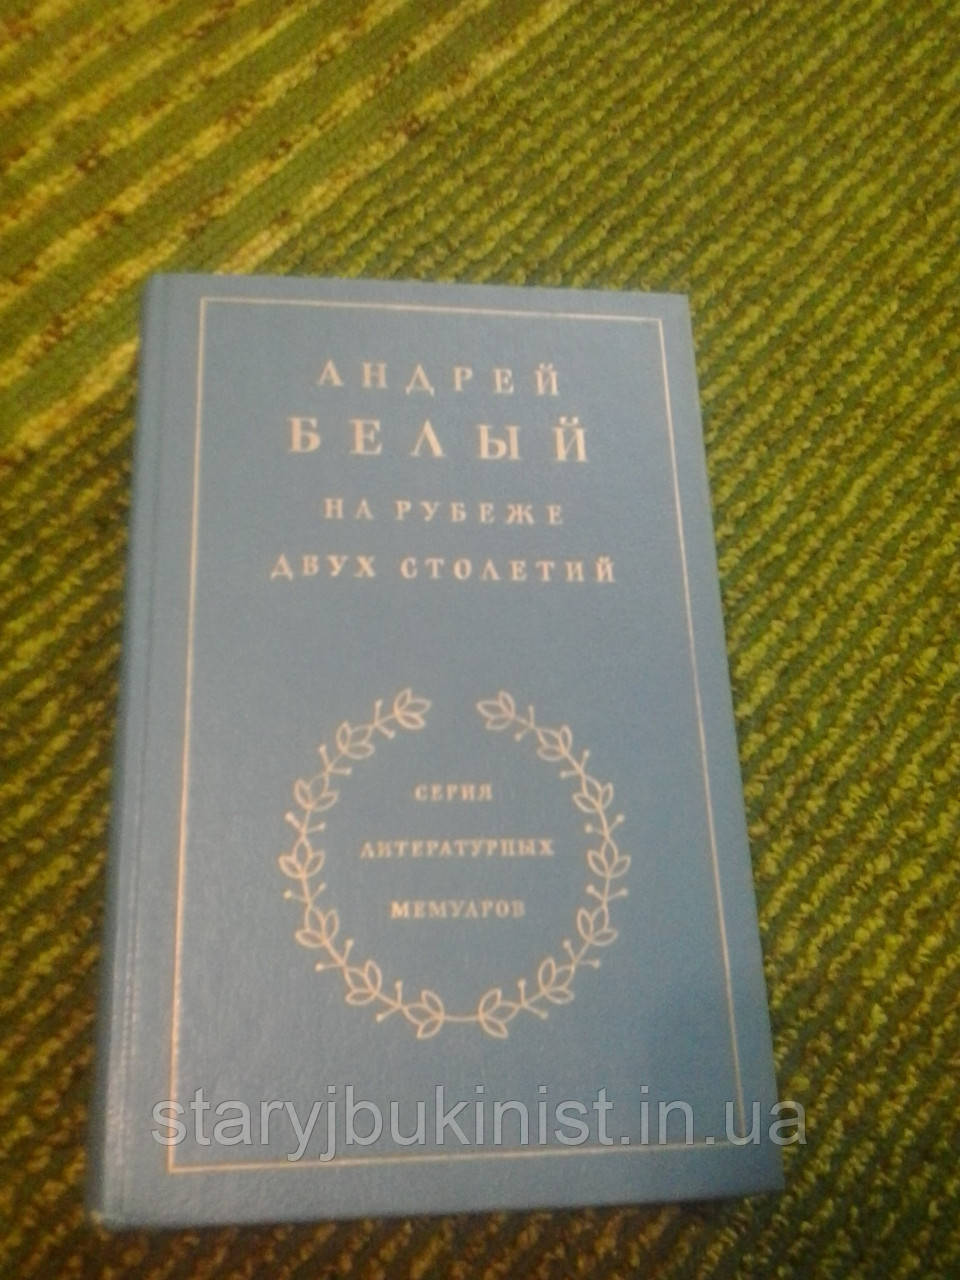 АНДРЕЙ
БЕЛЫЙ
НА РУБЕЖЕ
ДВУХ СТОЛЕТИЙ
СЕРИЯ
ЛИТЕРАТУРНЫХ
МЕМУАРОВ
staryjbukinist.in.ua